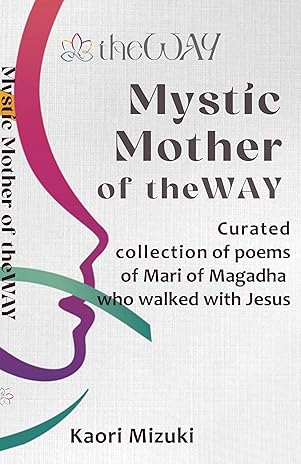 theWAY
Mystic
Mother
of theWAY
Curated
collection of poems
of Mari of Magadha
who walked with Jesus
Kaori Mizuki
Mystic Mother of theWAY